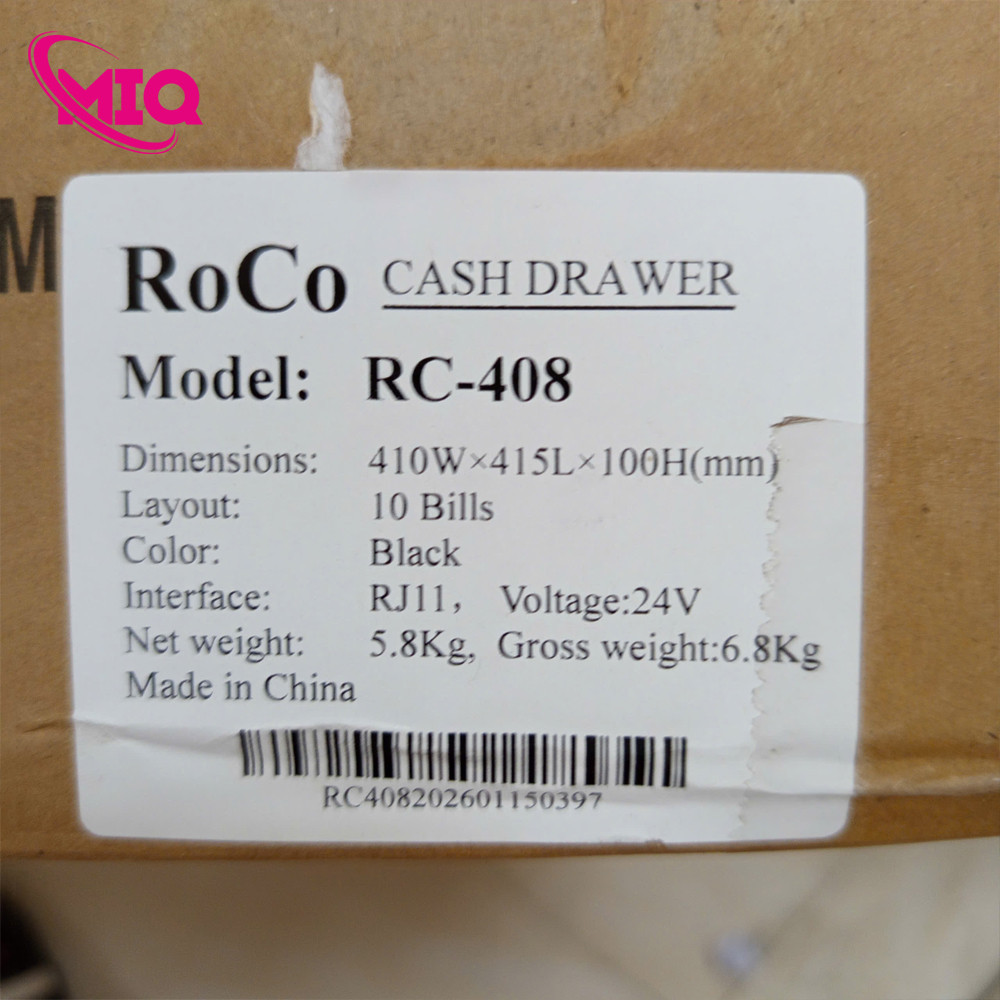 MIQ
M
RoCo CASH DRAWER
Model: RC-408
Dimensions: 410W×415L×100H(mm)
Layout: 10 Bills
Color: Black
Interface: RJ11, Voltage:24V
Net weight: 5.8Kg, Gross weight:6.8Kg
Made in China
RC408202601150397